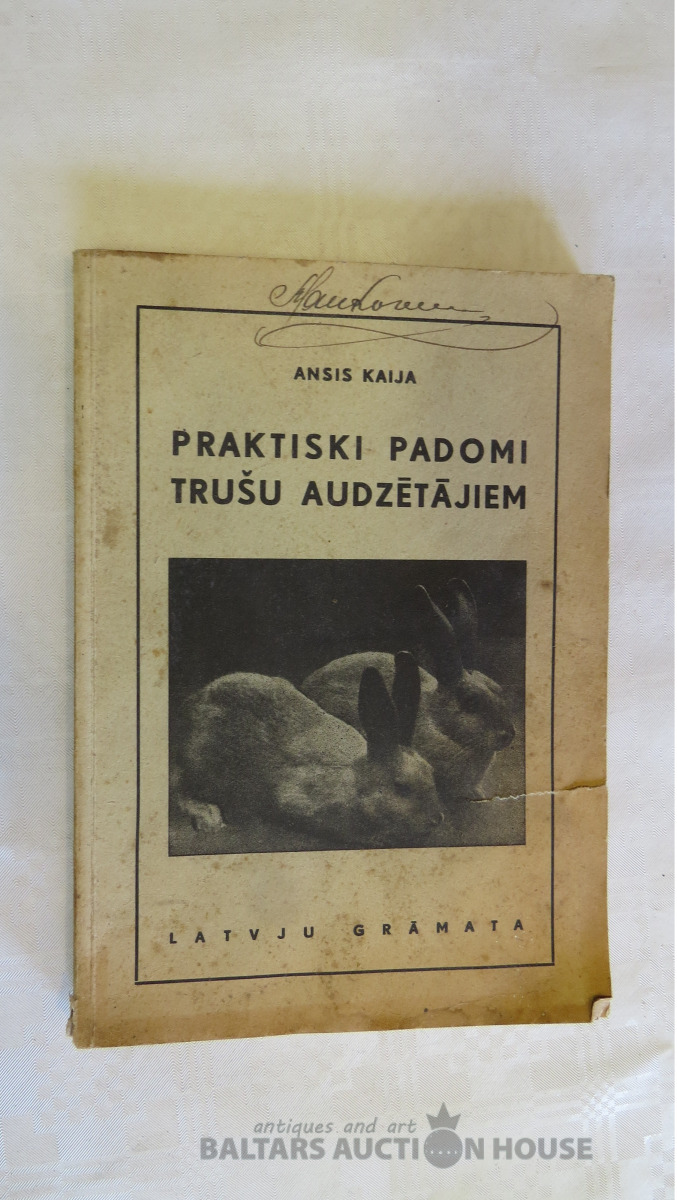 ANSIS KAIJA
PRAKTISKI PADOMI
TRUŠU AUDZĒTĀJIEM
LATVJU GRĀMATA
antiques and art
BALTARS AUCTION HOUSE